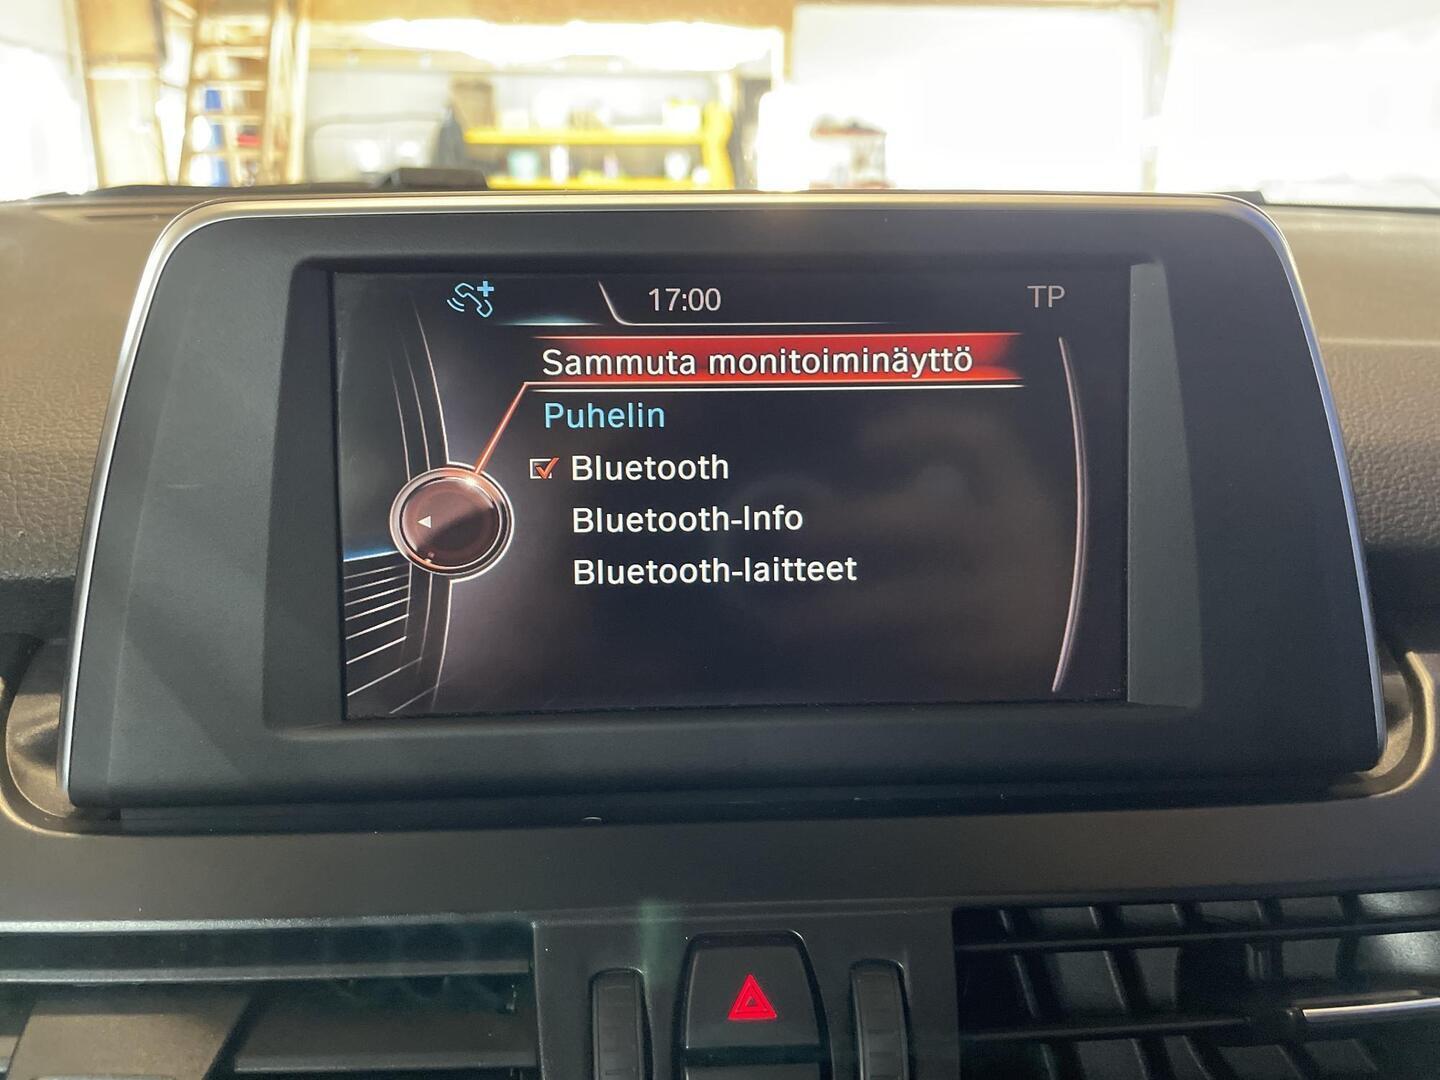 17:00
TP
Sammuta monitoiminäyttö
Puhelin
Bluetooth
Bluetooth-Info
Bluetooth-laitteet